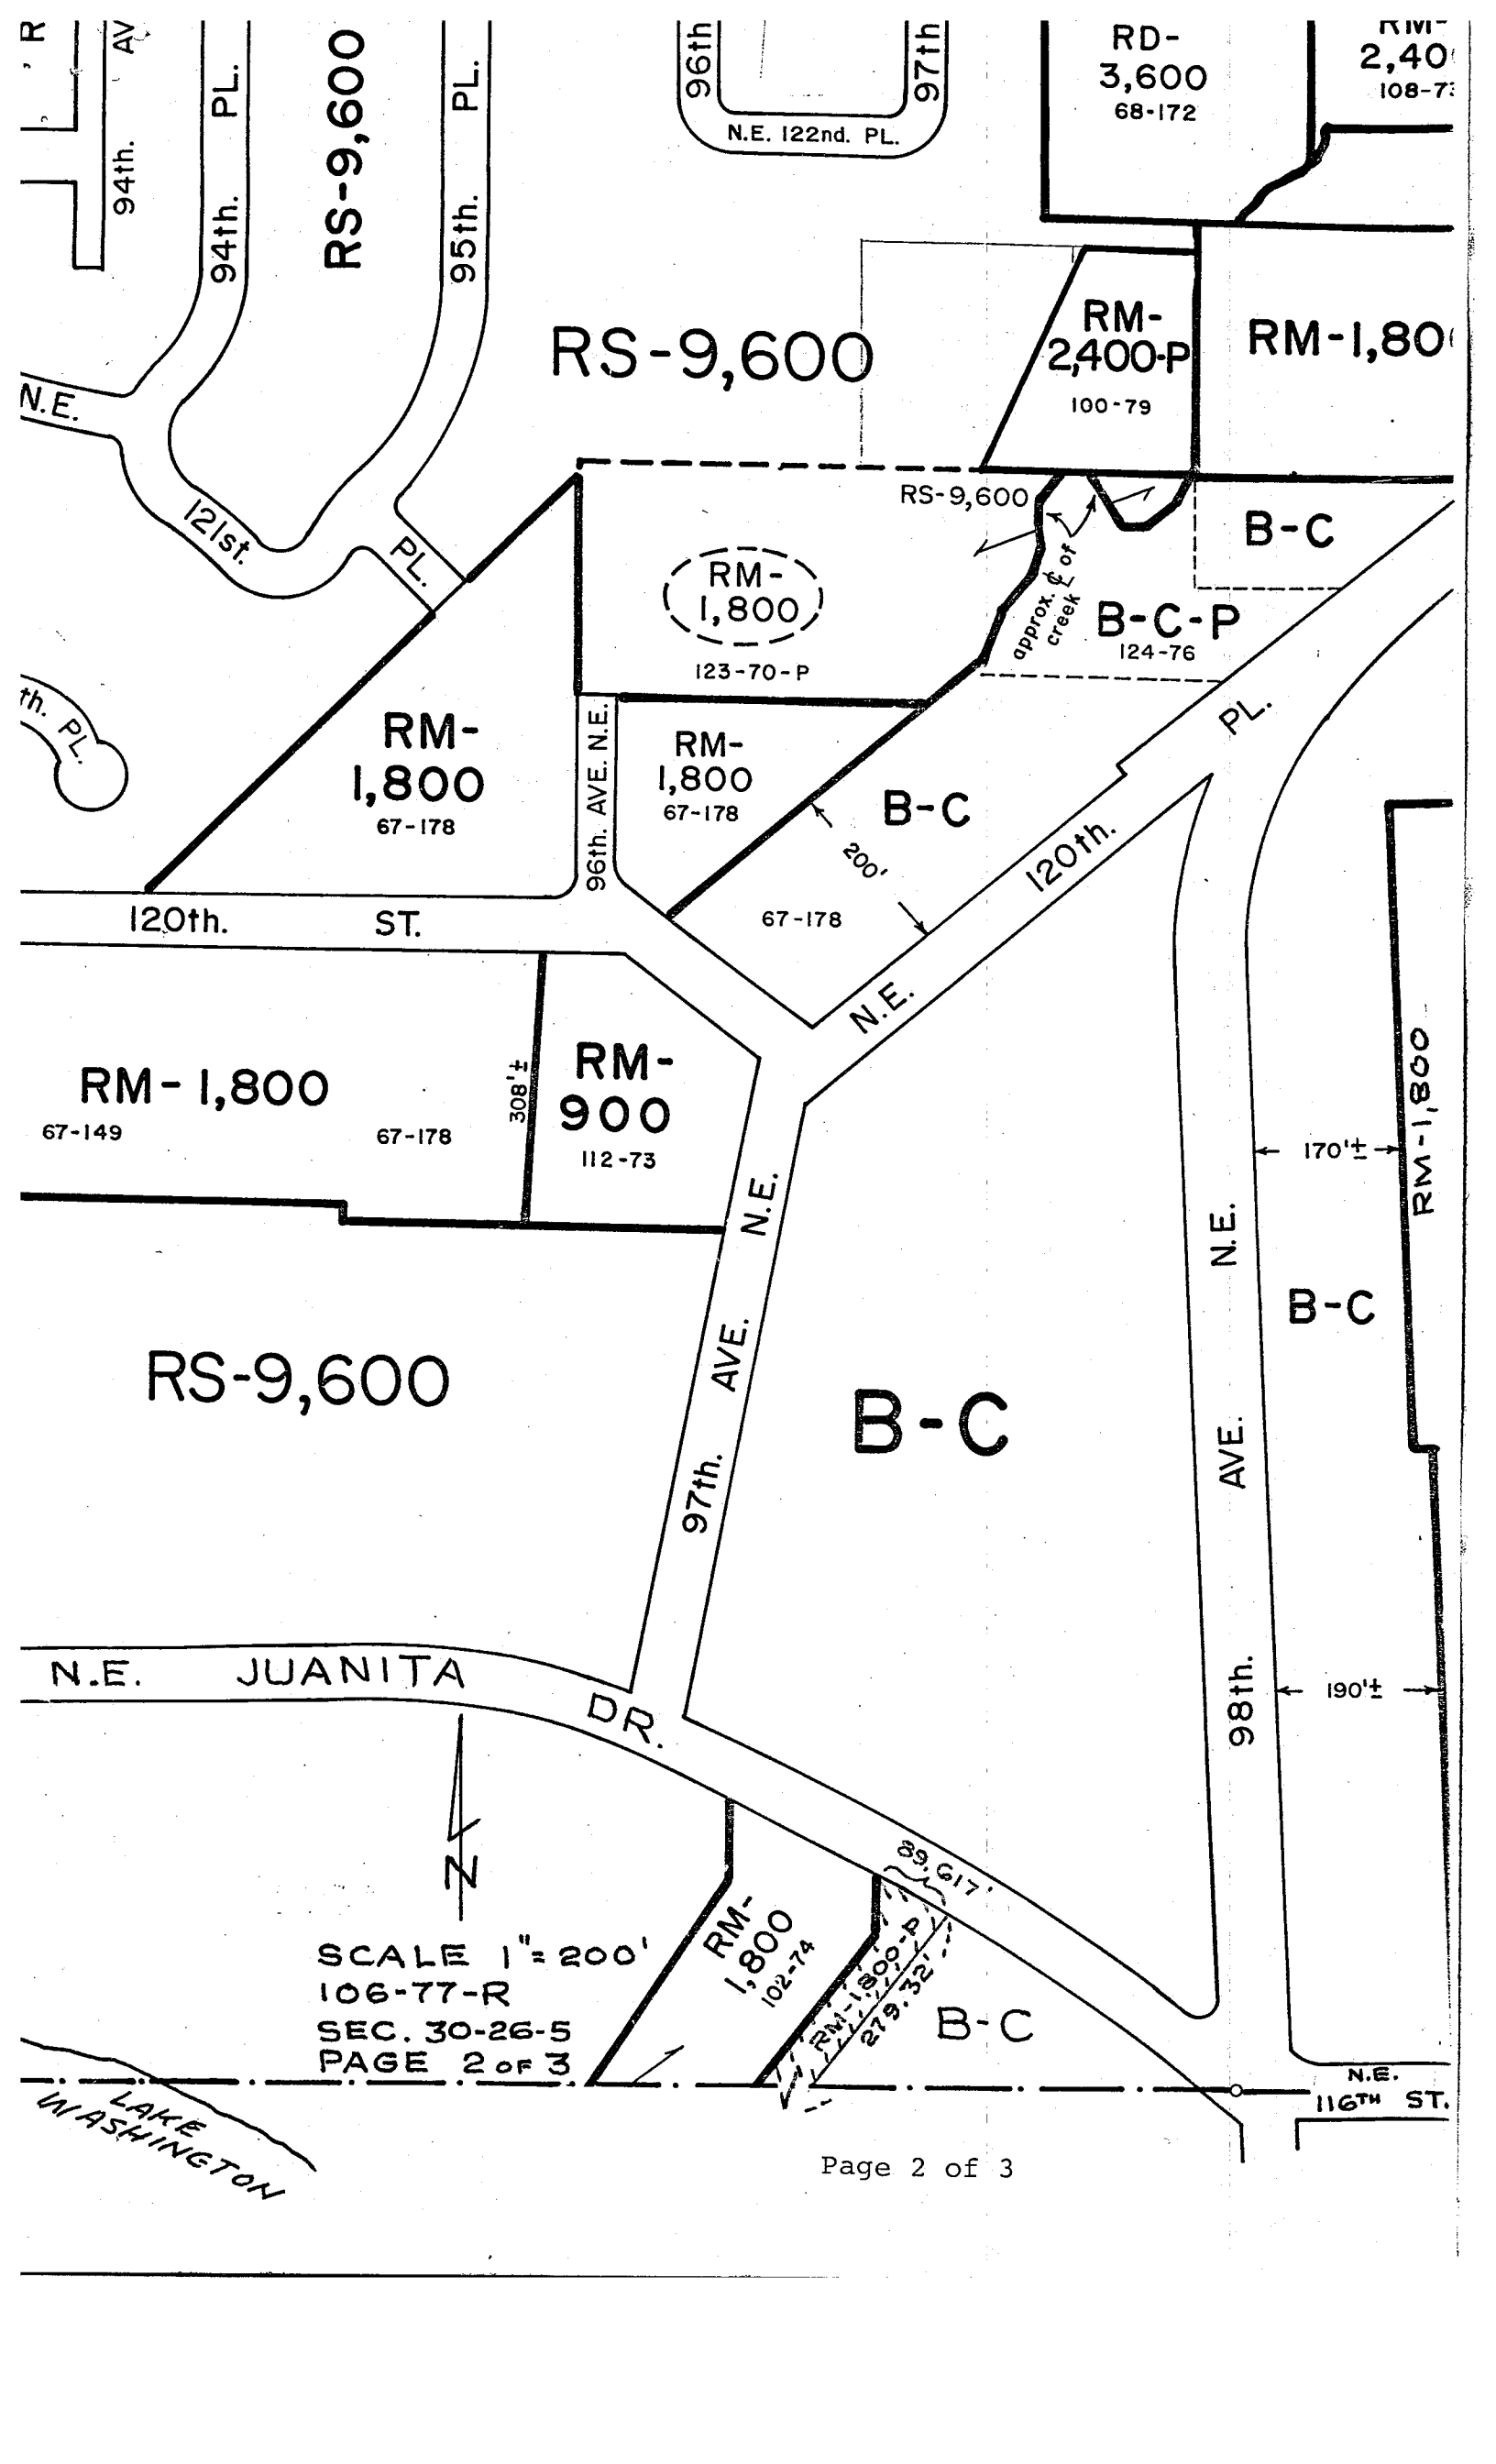 R
AV
94th.
94th. PL.
RS-9,600
95th. PL.
96th
97th
N.E. 122nd. PL.
RD-
3,600
68-172
RM-
2,40
108-73
RS-9,600
RM-
2,400-P
100-79
RM-1,80
N.E.
121st.
PL.
RS-9,600
approx. ℄ of
creek
B-C
B-C-P
124-76
RM-
1,800
123-70-P
th. PL.
RM-
1,800
67-178
96th. AVE. N.E.
RM-
1,800
67-178
B-C
200'
67-178
N.E. 120th. PL.
120th. ST.
RM-1,800
67-149
67-178
308'±
RM-
900
112-73
RM-1,800
170'±
RS-9,600
97th. AVE. N.E.
B-C
98th. AVE. N.E.
B-C
190'±
N.E. JUANITA DR.
N
89.617'
RM-
1,800
102-74
RM-1800-P
279.32'
B-C
SCALE 1"=200'
106-77-R
SEC. 30-26-5
PAGE 2 OF 3
LAKE
WASHINGTON
N.E.
116TH ST.
Page 2 of 3